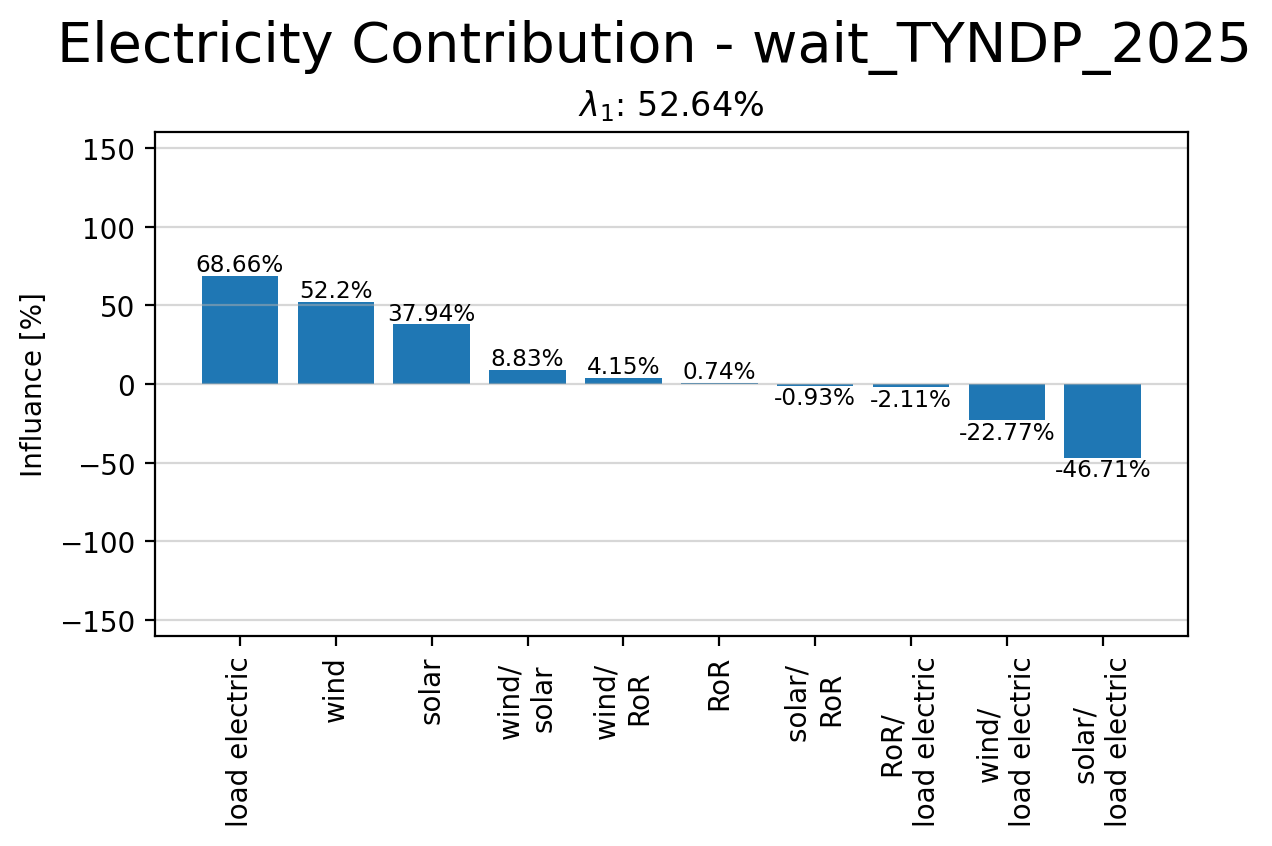 Electricity Contribution - wait_TYNDP_2025
λ₁: 52.64%
Influance [%]
150
100
50
0
−50
−100
−150
68.66%
52.2%
37.94%
8.83%
4.15%
0.74%
-0.93%
-2.11%
-22.77%
-46.71%
load electric
wind
solar
wind/
solar
wind/
RoR
RoR
solar/
RoR
RoR/
load electric
wind/
load electric
solar/
load electric